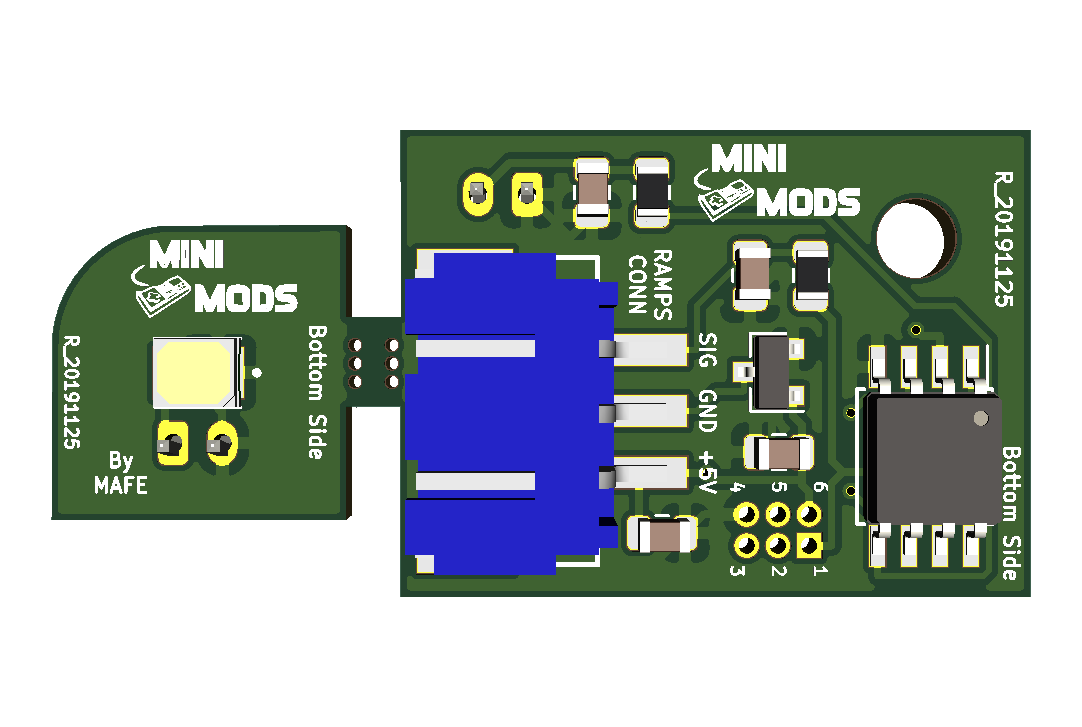 MINI
MODS
R_20191125
Bottom Side
By
MAFE
MINI
MODS
R_20191125
RAMPS
CONN
SIG
GND
+5V
4 5 6
3 2 1
Bottom Side